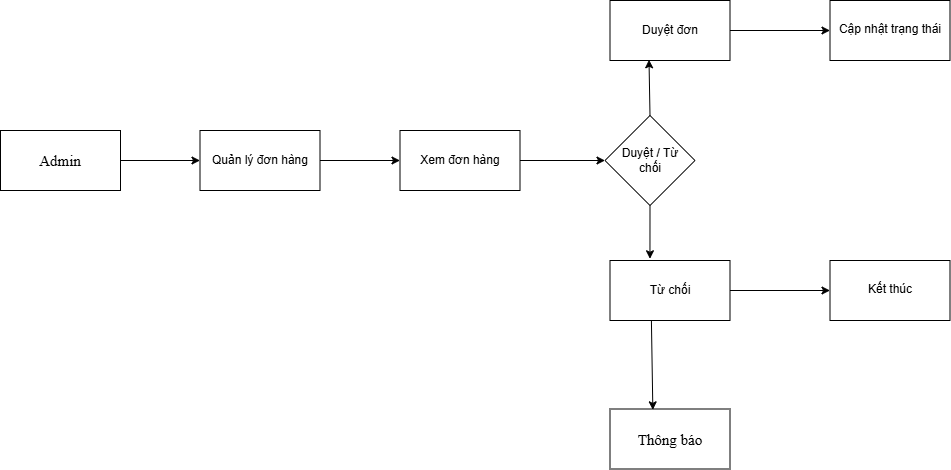 Duyệt đơn
Cập nhật trạng thái
Admin
Quản lý đơn hàng
Xem đơn hàng
Duyệt / Từ
chối
Từ chối
Kết thúc
Thông báo